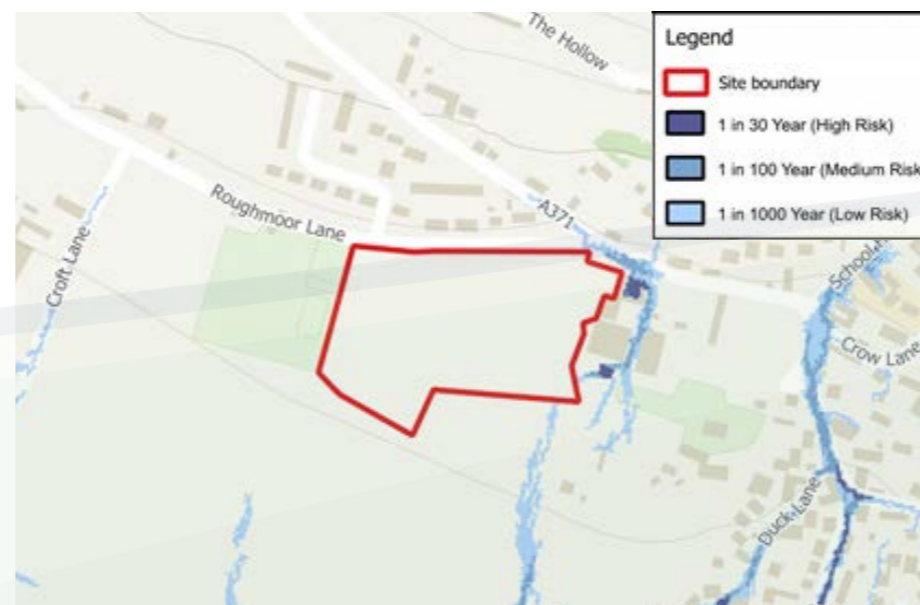 The Hollow
Legend
Site boundary
1 in 30 Year (High Risk)
1 in 100 Year (Medium Risk
1 in 1000 Year (Low Risk)
Roughmoor Lane
A371
Croft Lane
Crow Lane
Duck Lane